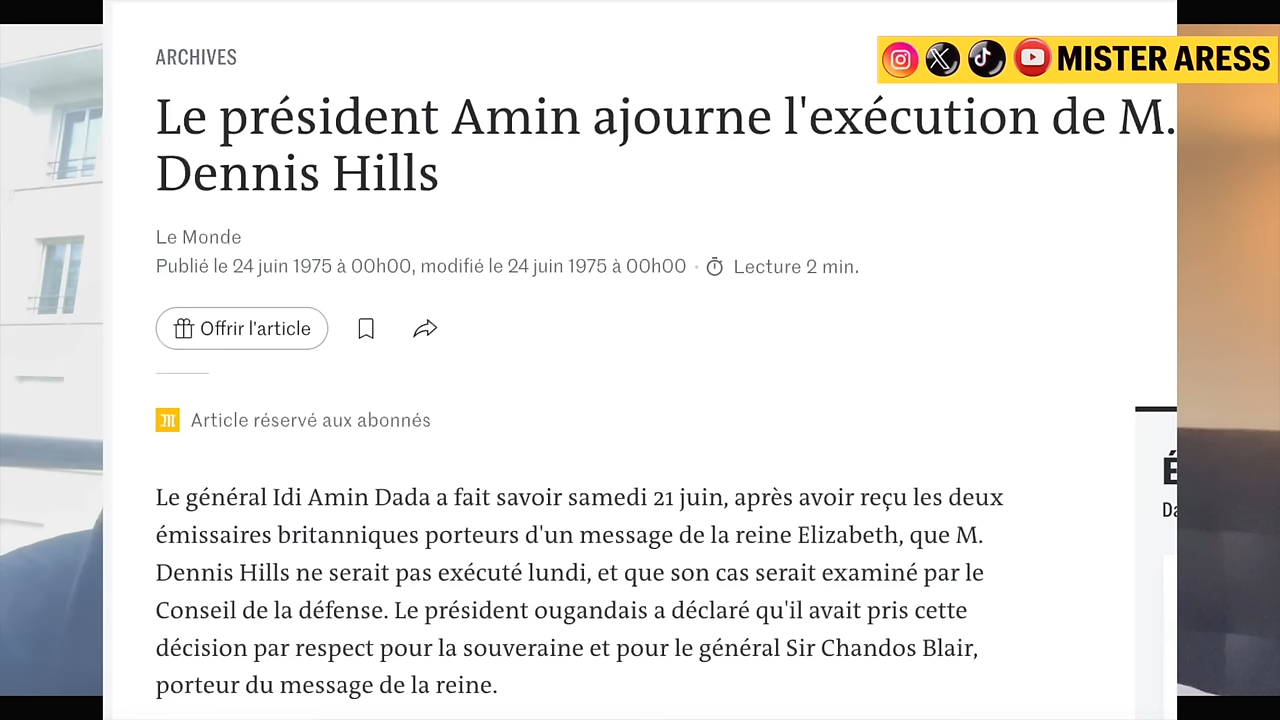 ARCHIVES
MISTER ARESS
Le président Amin ajourne l'exécution de M.
Dennis Hills
Le Monde
Publié le 24 juin 1975 à 00h00, modifié le 24 juin 1975 à 00h00 • Lecture 2 min.
Offrir l'article
Article réservé aux abonnés
Le général Idi Amin Dada a fait savoir samedi 21 juin, après avoir reçu les deux
émissaires britanniques porteurs d'un message de la reine Elizabeth, que M.
Dennis Hills ne serait pas exécuté lundi, et que son cas serait examiné par le
Conseil de la défense. Le président ougandais a déclaré qu'il avait pris cette
décision par respect pour la souveraine et pour le général Sir Chandos Blair,
porteur du message de la reine.